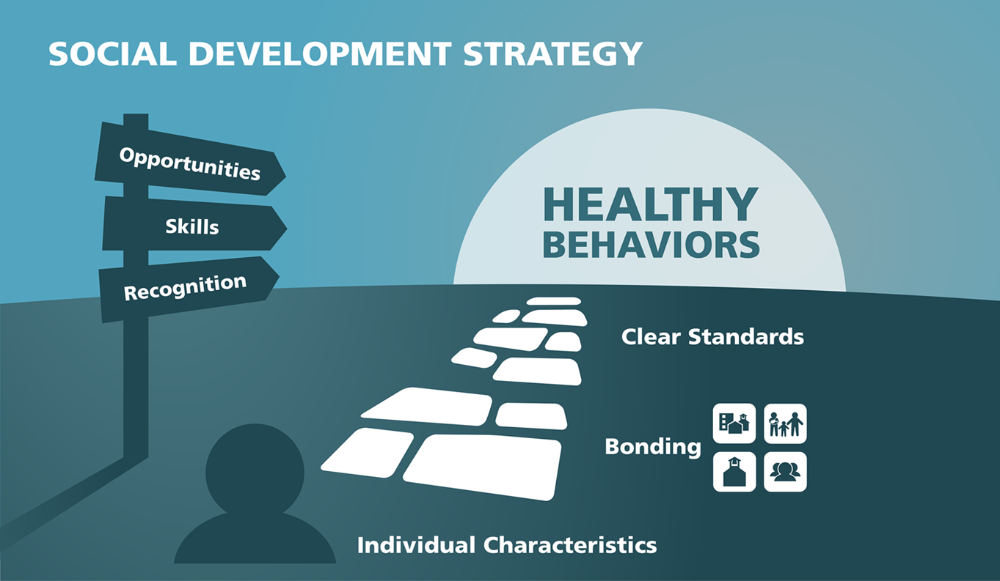 SOCIAL DEVELOPMENT STRATEGY
Opportunities
Skills
Recognition
HEALTHY
BEHAVIORS
Clear Standards
Bonding
Individual Characteristics